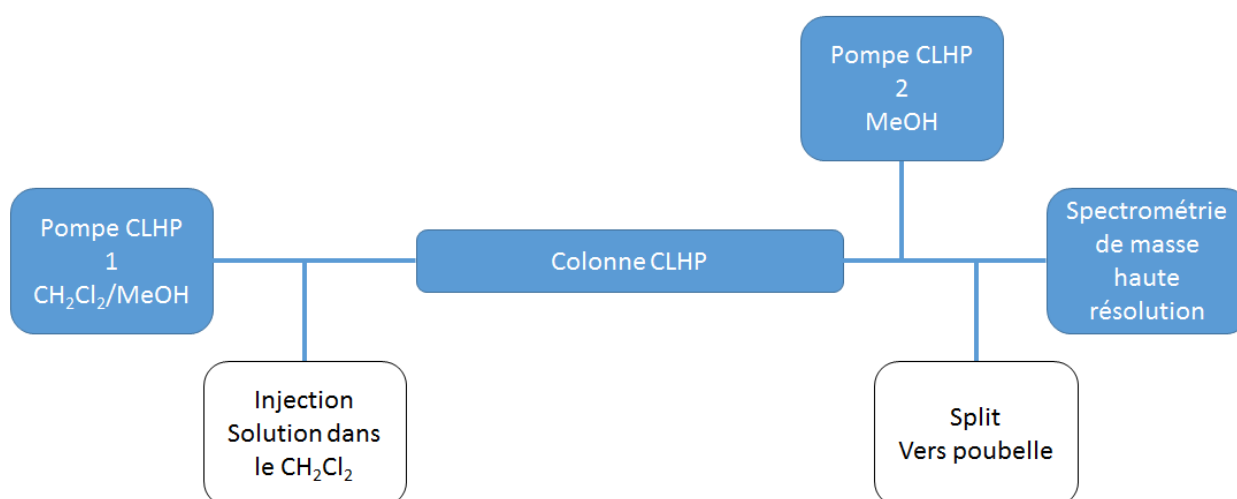 Pompe CLHP
2
MeOH
Pompe CLHP
1
CH₂Cl₂/MeOH
Colonne CLHP
Spectrométrie
de masse
haute
résolution
Injection
Solution dans
le CH₂Cl₂
Split
Vers poubelle